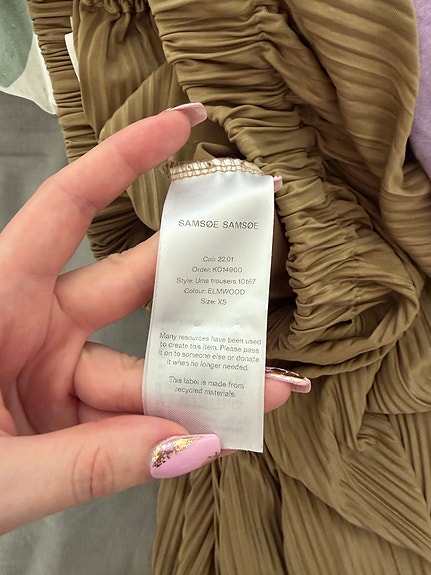 SAMSØE SAMSØE
Coll: 22.01
Order: KO14900
Style: Uma trousers 10167
Colour: ELMWOOD
Size: XS
Many resources have been used
to create this item. Please pass
it on to someone else or donate
it when no longer needed.
This label is made from
recycled materials.